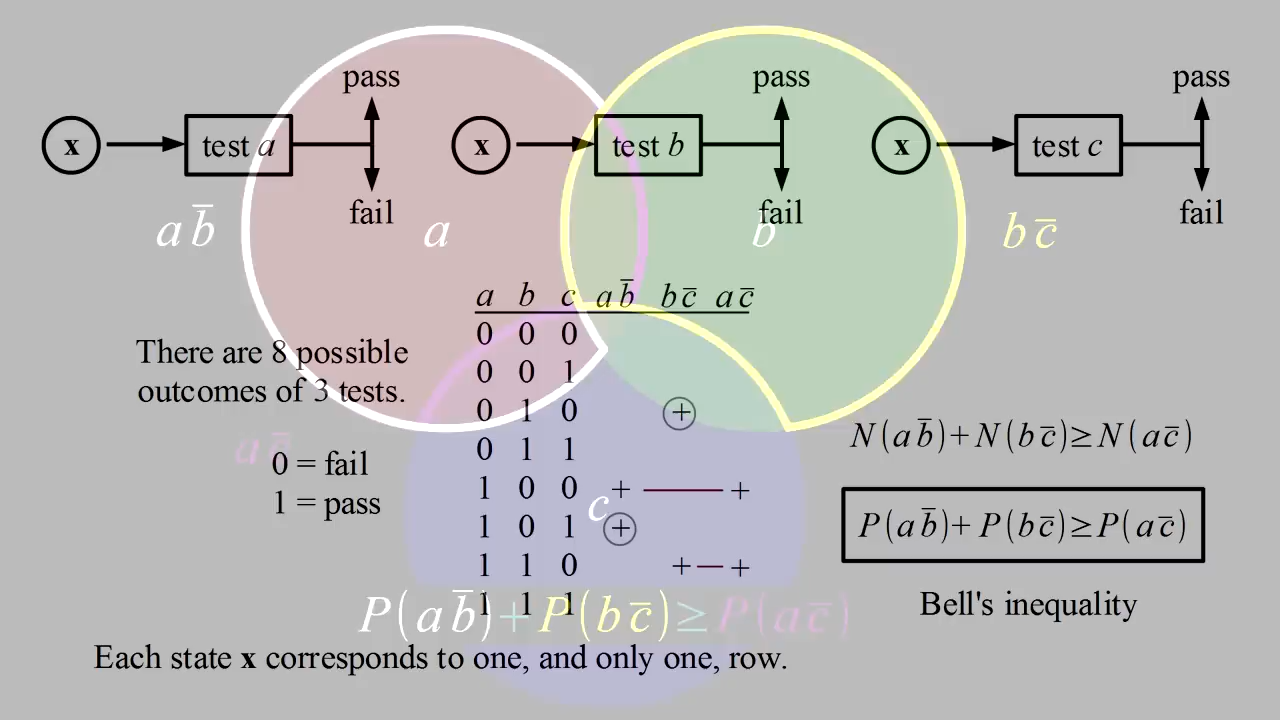 pass pass pass
x test a x test b x test c
fail fail fail
a b̅ a b b c̅
a b c a b̅ b c̅ a c̅
0 0 0
There are 8 possible
0 0 1
outcomes of 3 tests.
0 1 0 +
N(a b̅)+N(b c̅)≥N(a c̅)
0 1 1
a c̅
0 = fail
1 0 0 + +
1 = pass
c
1 0 1 +
P(a b̅)+P(b c̅)≥P(a c̅)
1 1 0 + +
1 1 1
Bell's inequality
P(a b̅)+P(b c̅)≥P(a c̅)
Each state x corresponds to one, and only one, row.